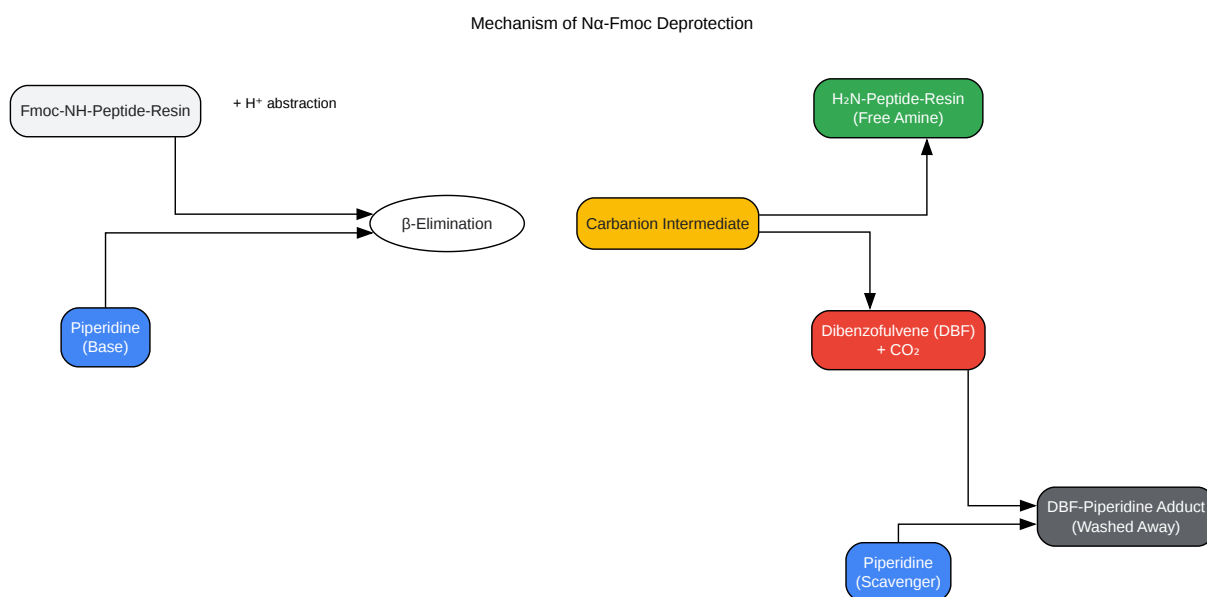 Mechanism of Nα-Fmoc Deprotection
Fmoc-NH-Peptide-Resin
+ H⁺ abstraction
H₂N-Peptide-Resin
(Free Amine)
β-Elimination
Carbanion Intermediate
Piperidine
(Base)
Dibenzofulvene (DBF)
+ CO₂
DBF-Piperidine Adduct
(Washed Away)
Piperidine
(Scavenger)